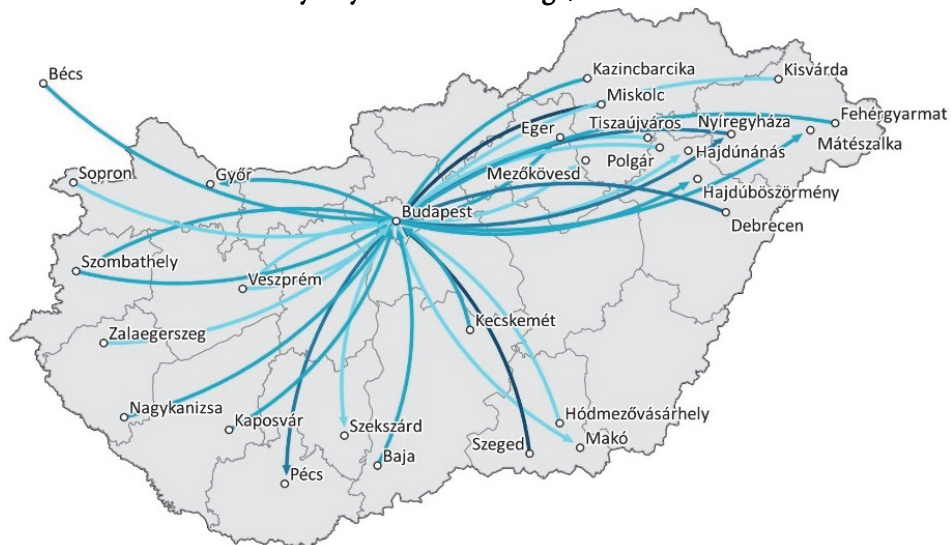 Bécs
Kazincbarcika
Kisvárda
Miskolc
Fehérgyarmat
Eger
Tiszaújváros
Nyíregyháza
Mátészalka
Hajdúnánás
Polgár
Mezőkövesd
Sopron
Győr
Hajdúböszörmény
Budapest
Debrecen
Szombathely
Veszprém
Kecskemét
Zalaegerszeg
Nagykanizsa
Kaposvár
Szekszárd
Hódmezővásárhely
Szeged
Makó
Baja
Pécs